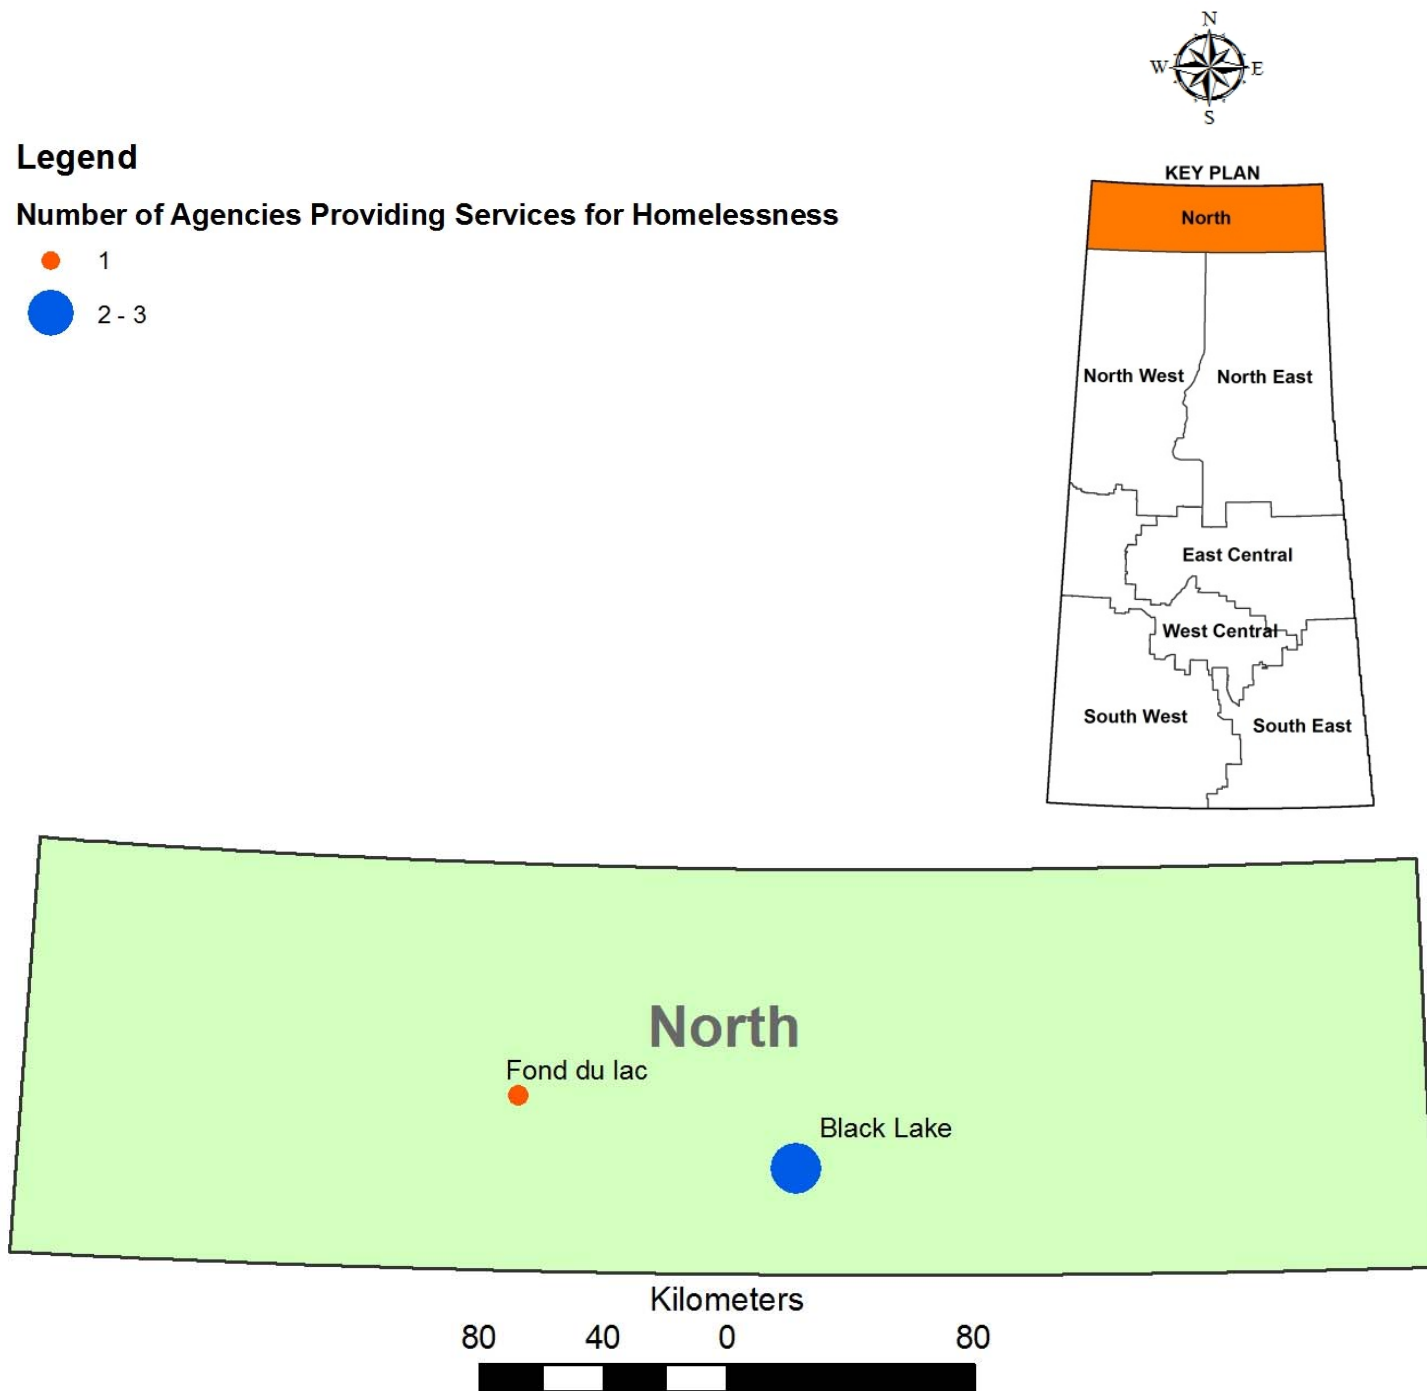 N
W E
S
Legend
Number of Agencies Providing Services for Homelessness
1
2 - 3
KEY PLAN
North
North West North East
East Central
West Central
South West
South East
North
Fond du lac
Black Lake
Kilometers
80 40 0 80